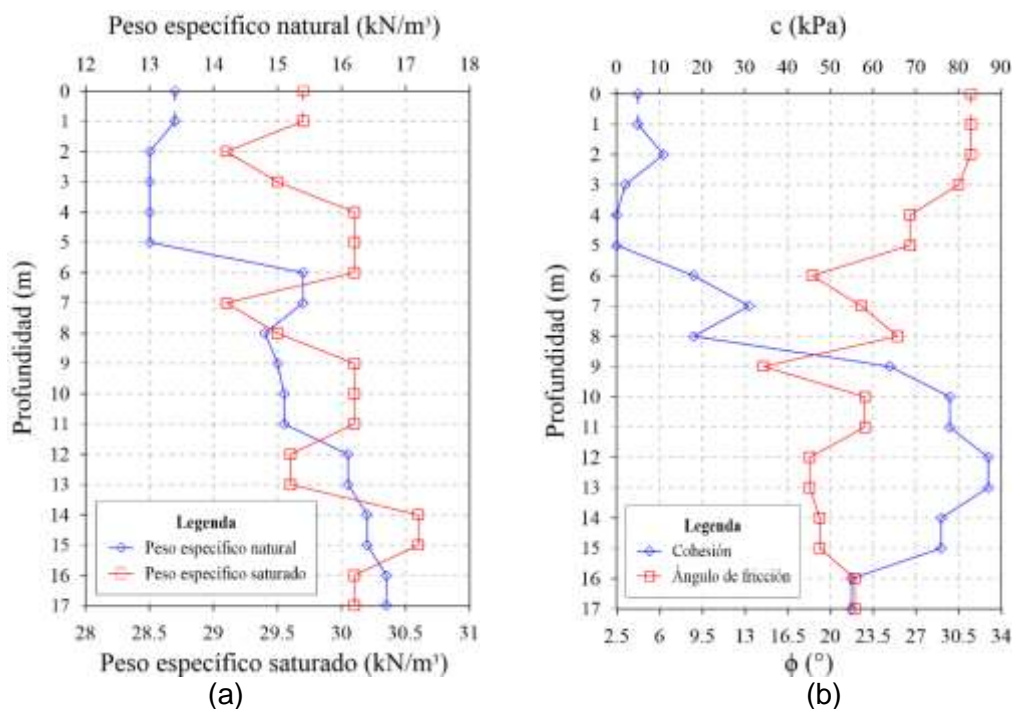 Peso específico natural (kN/m³)
12 13 14 15 16 17 18
Profundidad (m)
0
1
2
3
4
5
6
7
8
9
10
11
12
13
14
15
16
17
Legenda
Peso específico natural
Peso específico saturado
28 28.5 29 29.5 30 30.5 31
Peso específico saturado (kN/m³)
(a)
c (kPa)
0 10 20 30 40 50 60 70 80 90
Profundidad (m)
0
1
2
3
4
5
6
7
8
9
10
11
12
13
14
15
16
17
Legenda
Cohesión
Ángulo de fricción
2.5 6 9.5 13 16.5 20 23.5 27 30.5 34
ϕ (°)
(b)